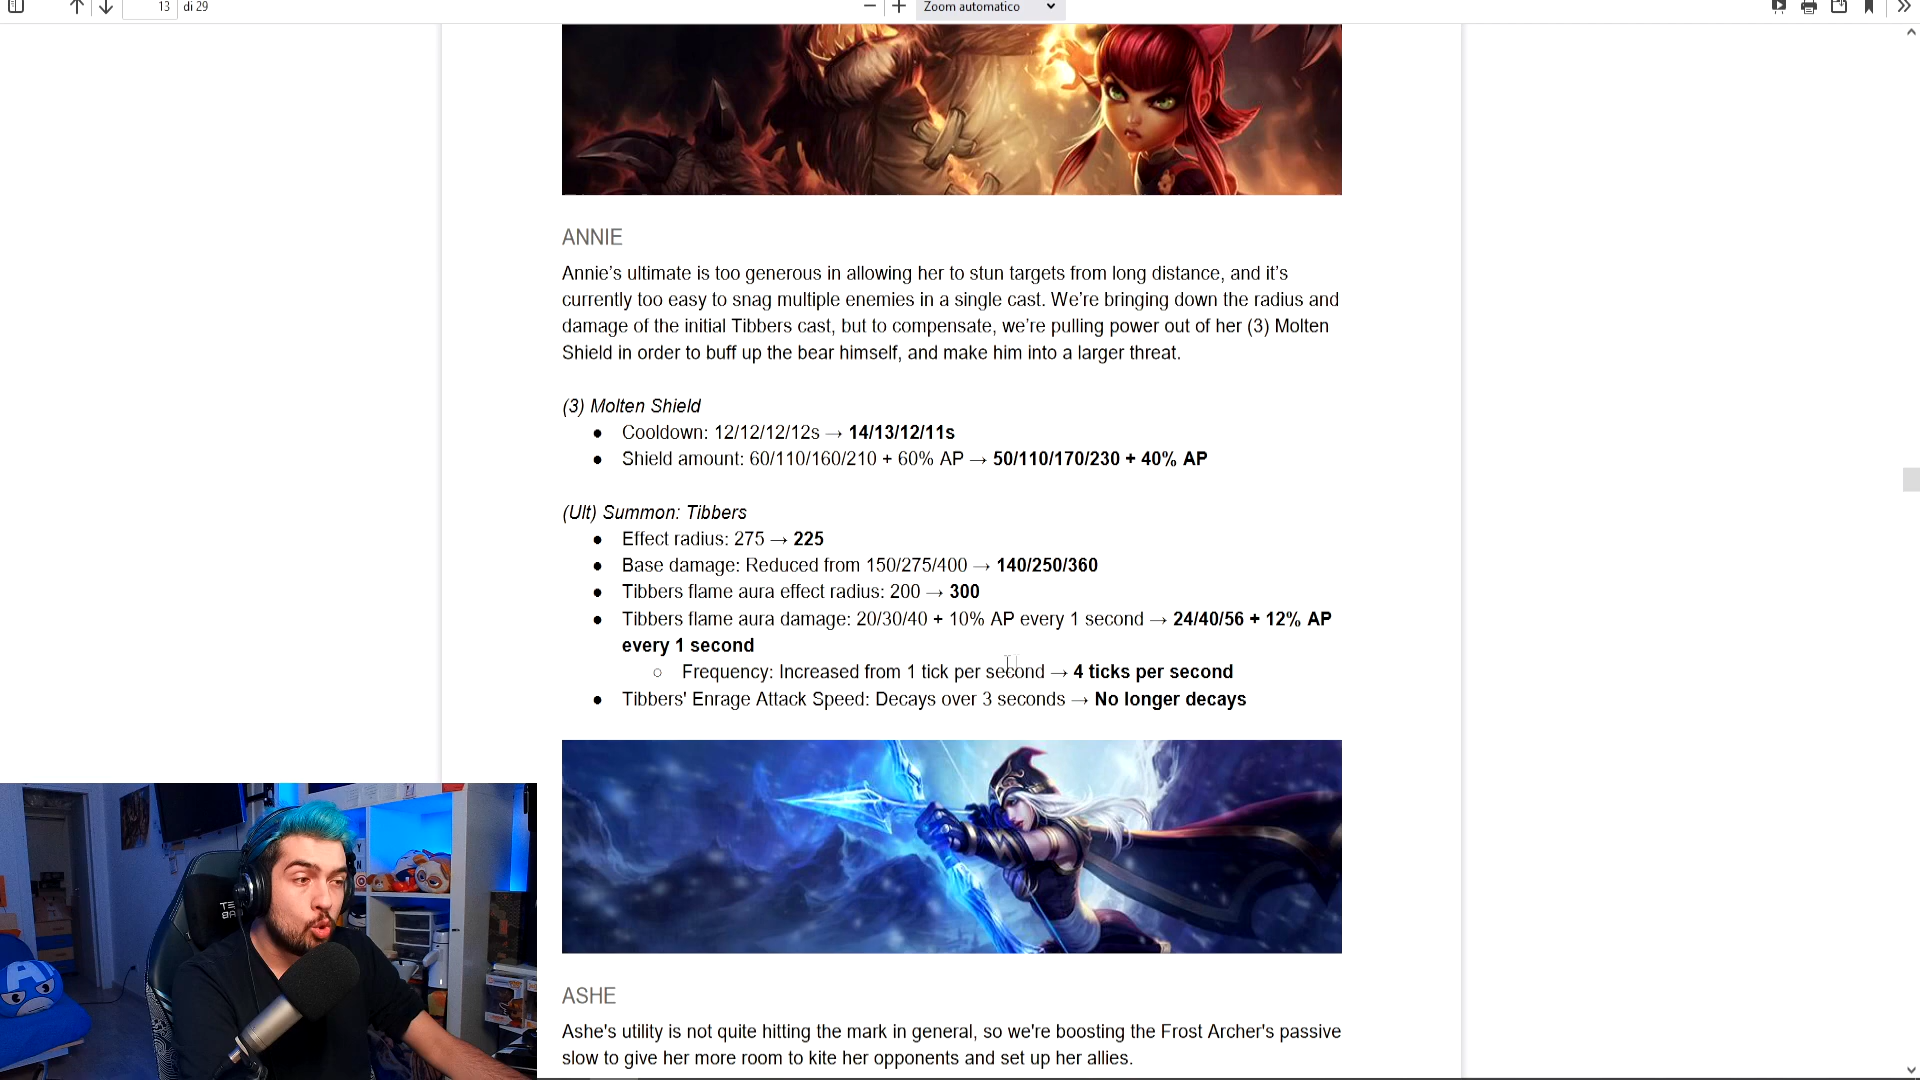 13 di 29 Zoom automatico
ANNIE
Annie’s ultimate is too generous in allowing her to stun targets from long distance, and it’s
currently too easy to snag multiple enemies in a single cast. We’re bringing down the radius and
damage of the initial Tibbers cast, but to compensate, we’re pulling power out of her (3) Molten
Shield in order to buff up the bear himself, and make him into a larger threat.
(3) Molten Shield
● Cooldown: 12/12/12/12s → 14/13/12/11s
● Shield amount: 60/110/160/210 + 60% AP → 50/110/170/230 + 40% AP
(Ult) Summon: Tibbers
● Effect radius: 275 → 225
● Base damage: Reduced from 150/275/400 → 140/250/360
● Tibbers flame aura effect radius: 200 → 300
● Tibbers flame aura damage: 20/30/40 + 10% AP every 1 second → 24/40/56 + 12% AP
every 1 second
○ Frequency: Increased from 1 tick per second → 4 ticks per second
● Tibbers' Enrage Attack Speed: Decays over 3 seconds → No longer decays
ASHE
Ashe's utility is not quite hitting the mark in general, so we're boosting the Frost Archer's passive
slow to give her more room to kite her opponents and set up her allies.